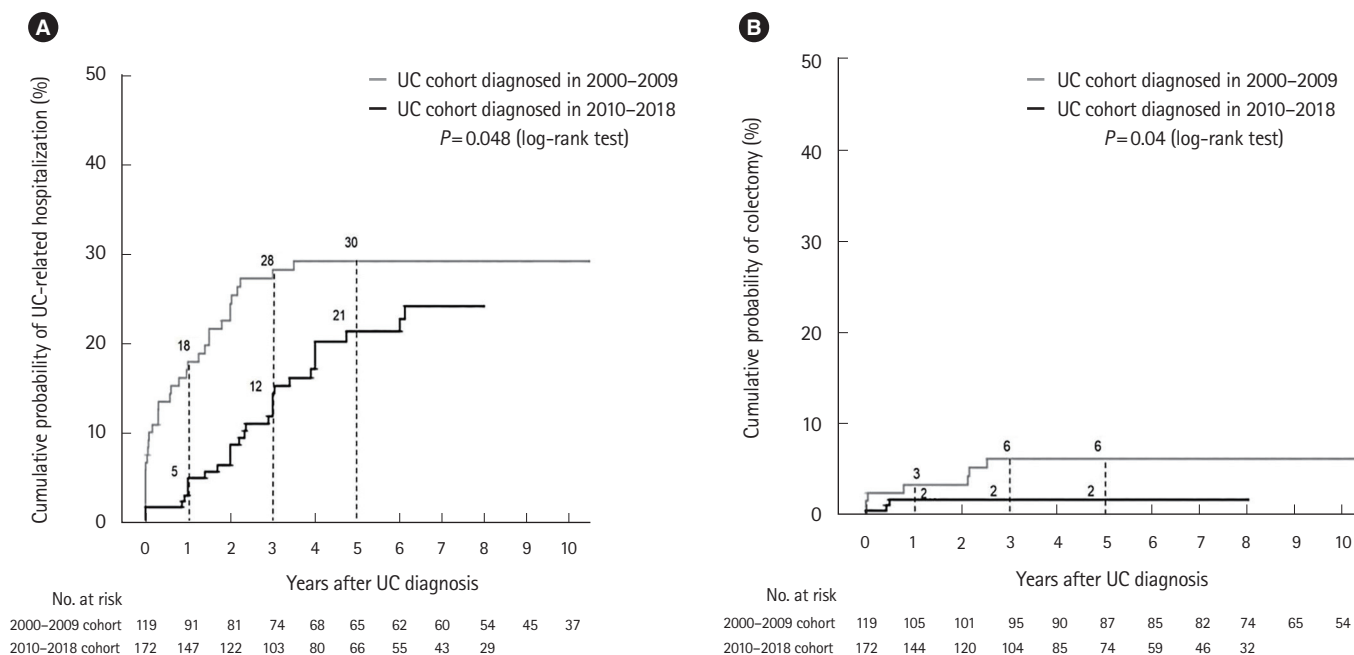 A
Cumulative probability of UC-related hospitalization (%)
50
40
30
20
10
0
UC cohort diagnosed in 2000–2009
UC cohort diagnosed in 2010–2018
P=0.048 (log-rank test)
18
28
30
5
12
21
0 1 2 3 4 5 6 7 8 9 10
Years after UC diagnosis
No. at risk
2000–2009 cohort 119 91 81 74 68 65 62 60 54 45 37
2010–2018 cohort 172 147 122 103 80 66 55 43 29
B
Cumulative probability of colectomy (%)
50
40
30
20
10
0
UC cohort diagnosed in 2000–2009
UC cohort diagnosed in 2010–2018
P=0.04 (log-rank test)
3
6
6
2
2
2
0 1 2 3 4 5 6 7 8 9 10
Years after UC diagnosis
No. at risk
2000–2009 cohort 119 105 101 95 90 87 85 82 74 65 54
2010–2018 cohort 172 144 120 104 85 74 59 46 32